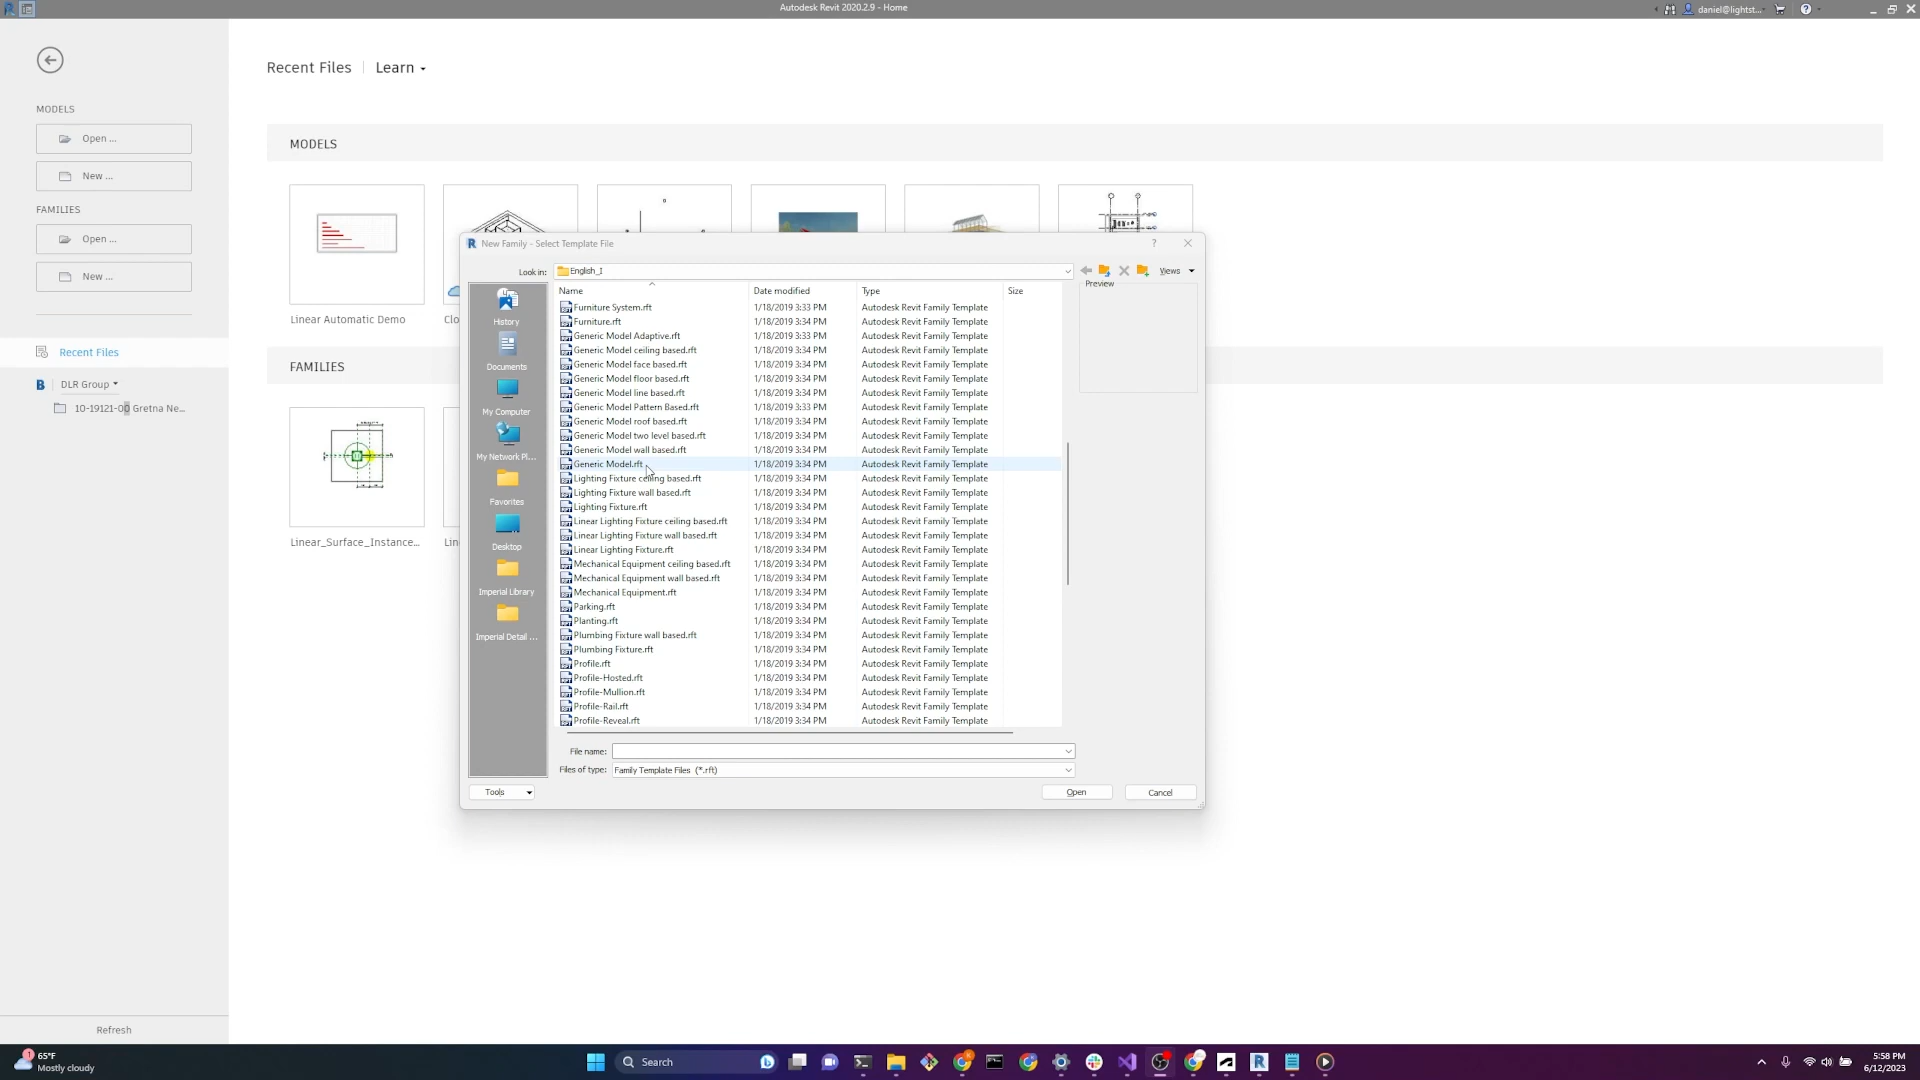 Autodesk Revit 2020.2.9 - Home
daniel@lightst...
Recent Files
Learn
MODELS
Open ...
New ...
FAMILIES
Open ...
New ...
Recent Files
DLR Group
10-19121-00 Gretna Ne...
Refresh
MODELS
Linear Automatic Demo
Clo
FAMILIES
Linear_Surface_Instance...
Lin
New Family - Select Template File
Look in:
English_I
Views
History
Documents
My Computer
My Network Pl...
Favorites
Desktop
Imperial Library
Imperial Detail ...
Name Date modified Type Size
Furniture System.rft 1/18/2019 3:33 PM Autodesk Revit Family Template
Furniture.rft 1/18/2019 3:34 PM Autodesk Revit Family Template
Generic Model Adaptive.rft 1/18/2019 3:33 PM Autodesk Revit Family Template
Generic Model ceiling based.rft 1/18/2019 3:34 PM Autodesk Revit Family Template
Generic Model face based.rft 1/18/2019 3:34 PM Autodesk Revit Family Template
Generic Model floor based.rft 1/18/2019 3:34 PM Autodesk Revit Family Template
Generic Model line based.rft 1/18/2019 3:34 PM Autodesk Revit Family Template
Generic Model Pattern Based.rft 1/18/2019 3:33 PM Autodesk Revit Family Template
Generic Model roof based.rft 1/18/2019 3:34 PM Autodesk Revit Family Template
Generic Model two level based.rft 1/18/2019 3:34 PM Autodesk Revit Family Template
Generic Model wall based.rft 1/18/2019 3:34 PM Autodesk Revit Family Template
Generic Model.rft 1/18/2019 3:34 PM Autodesk Revit Family Template
Lighting Fixture ceiling based.rft 1/18/2019 3:34 PM Autodesk Revit Family Template
Lighting Fixture wall based.rft 1/18/2019 3:34 PM Autodesk Revit Family Template
Lighting Fixture.rft 1/18/2019 3:34 PM Autodesk Revit Family Template
Linear Lighting Fixture ceiling based.rft 1/18/2019 3:34 PM Autodesk Revit Family Template
Linear Lighting Fixture wall based.rft 1/18/2019 3:34 PM Autodesk Revit Family Template
Linear Lighting Fixture.rft 1/18/2019 3:34 PM Autodesk Revit Family Template
Mechanical Equipment ceiling based.rft 1/18/2019 3:34 PM Autodesk Revit Family Template
Mechanical Equipment wall based.rft 1/18/2019 3:34 PM Autodesk Revit Family Template
Mechanical Equipment.rft 1/18/2019 3:34 PM Autodesk Revit Family Template
Parking.rft 1/18/2019 3:34 PM Autodesk Revit Family Template
Planting.rft 1/18/2019 3:34 PM Autodesk Revit Family Template
Plumbing Fixture wall based.rft 1/18/2019 3:34 PM Autodesk Revit Family Template
Plumbing Fixture.rft 1/18/2019 3:34 PM Autodesk Revit Family Template
Profile.rft 1/18/2019 3:34 PM Autodesk Revit Family Template
Profile-Hosted.rft 1/18/2019 3:34 PM Autodesk Revit Family Template
Profile-Mullion.rft 1/18/2019 3:34 PM Autodesk Revit Family Template
Profile-Rail.rft 1/18/2019 3:34 PM Autodesk Revit Family Template
Profile-Reveal.rft 1/18/2019 3:34 PM Autodesk Revit Family Template
Preview
File name:
Files of type: Family Template Files (*.rft)
Tools
Open
Cancel
1
65°F
Mostly cloudy
Search
5:58 PM
6/12/2023